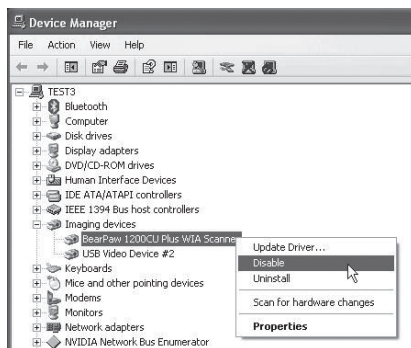 Device Manager
File Action View Help
TEST3
Bluetooth
Computer
Disk drives
Display adapters
DVD/CD-ROM drives
Human Interface Devices
IDE ATA/ATAPI controllers
IEEE 1394 Bus host controllers
Imaging devices
BearPaw 1200CU Plus WIA Scanner
USB Video Device #2
Keyboards
Mice and other pointing devices
Modems
Monitors
Network adapters
NVIDIA Network Bus Enumerator
Update Driver...
Disable
Uninstall
Scan for hardware changes
Properties